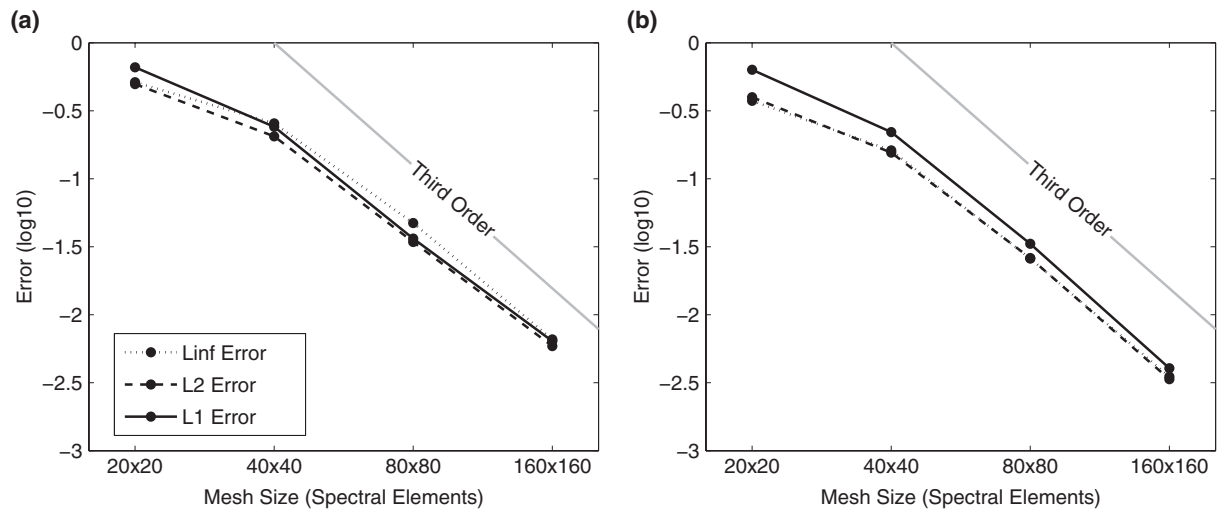 (a)
0
−0.5
−1
−1.5
−2
−2.5
−3
Error (log10)
20x20
40x40
80x80
160x160
Mesh Size (Spectral Elements)
Third Order
Linf Error
L2 Error
L1 Error
(b)
0
−0.5
−1
−1.5
−2
−2.5
−3
Error (log10)
20x20
40x40
80x80
160x160
Mesh Size (Spectral Elements)
Third Order